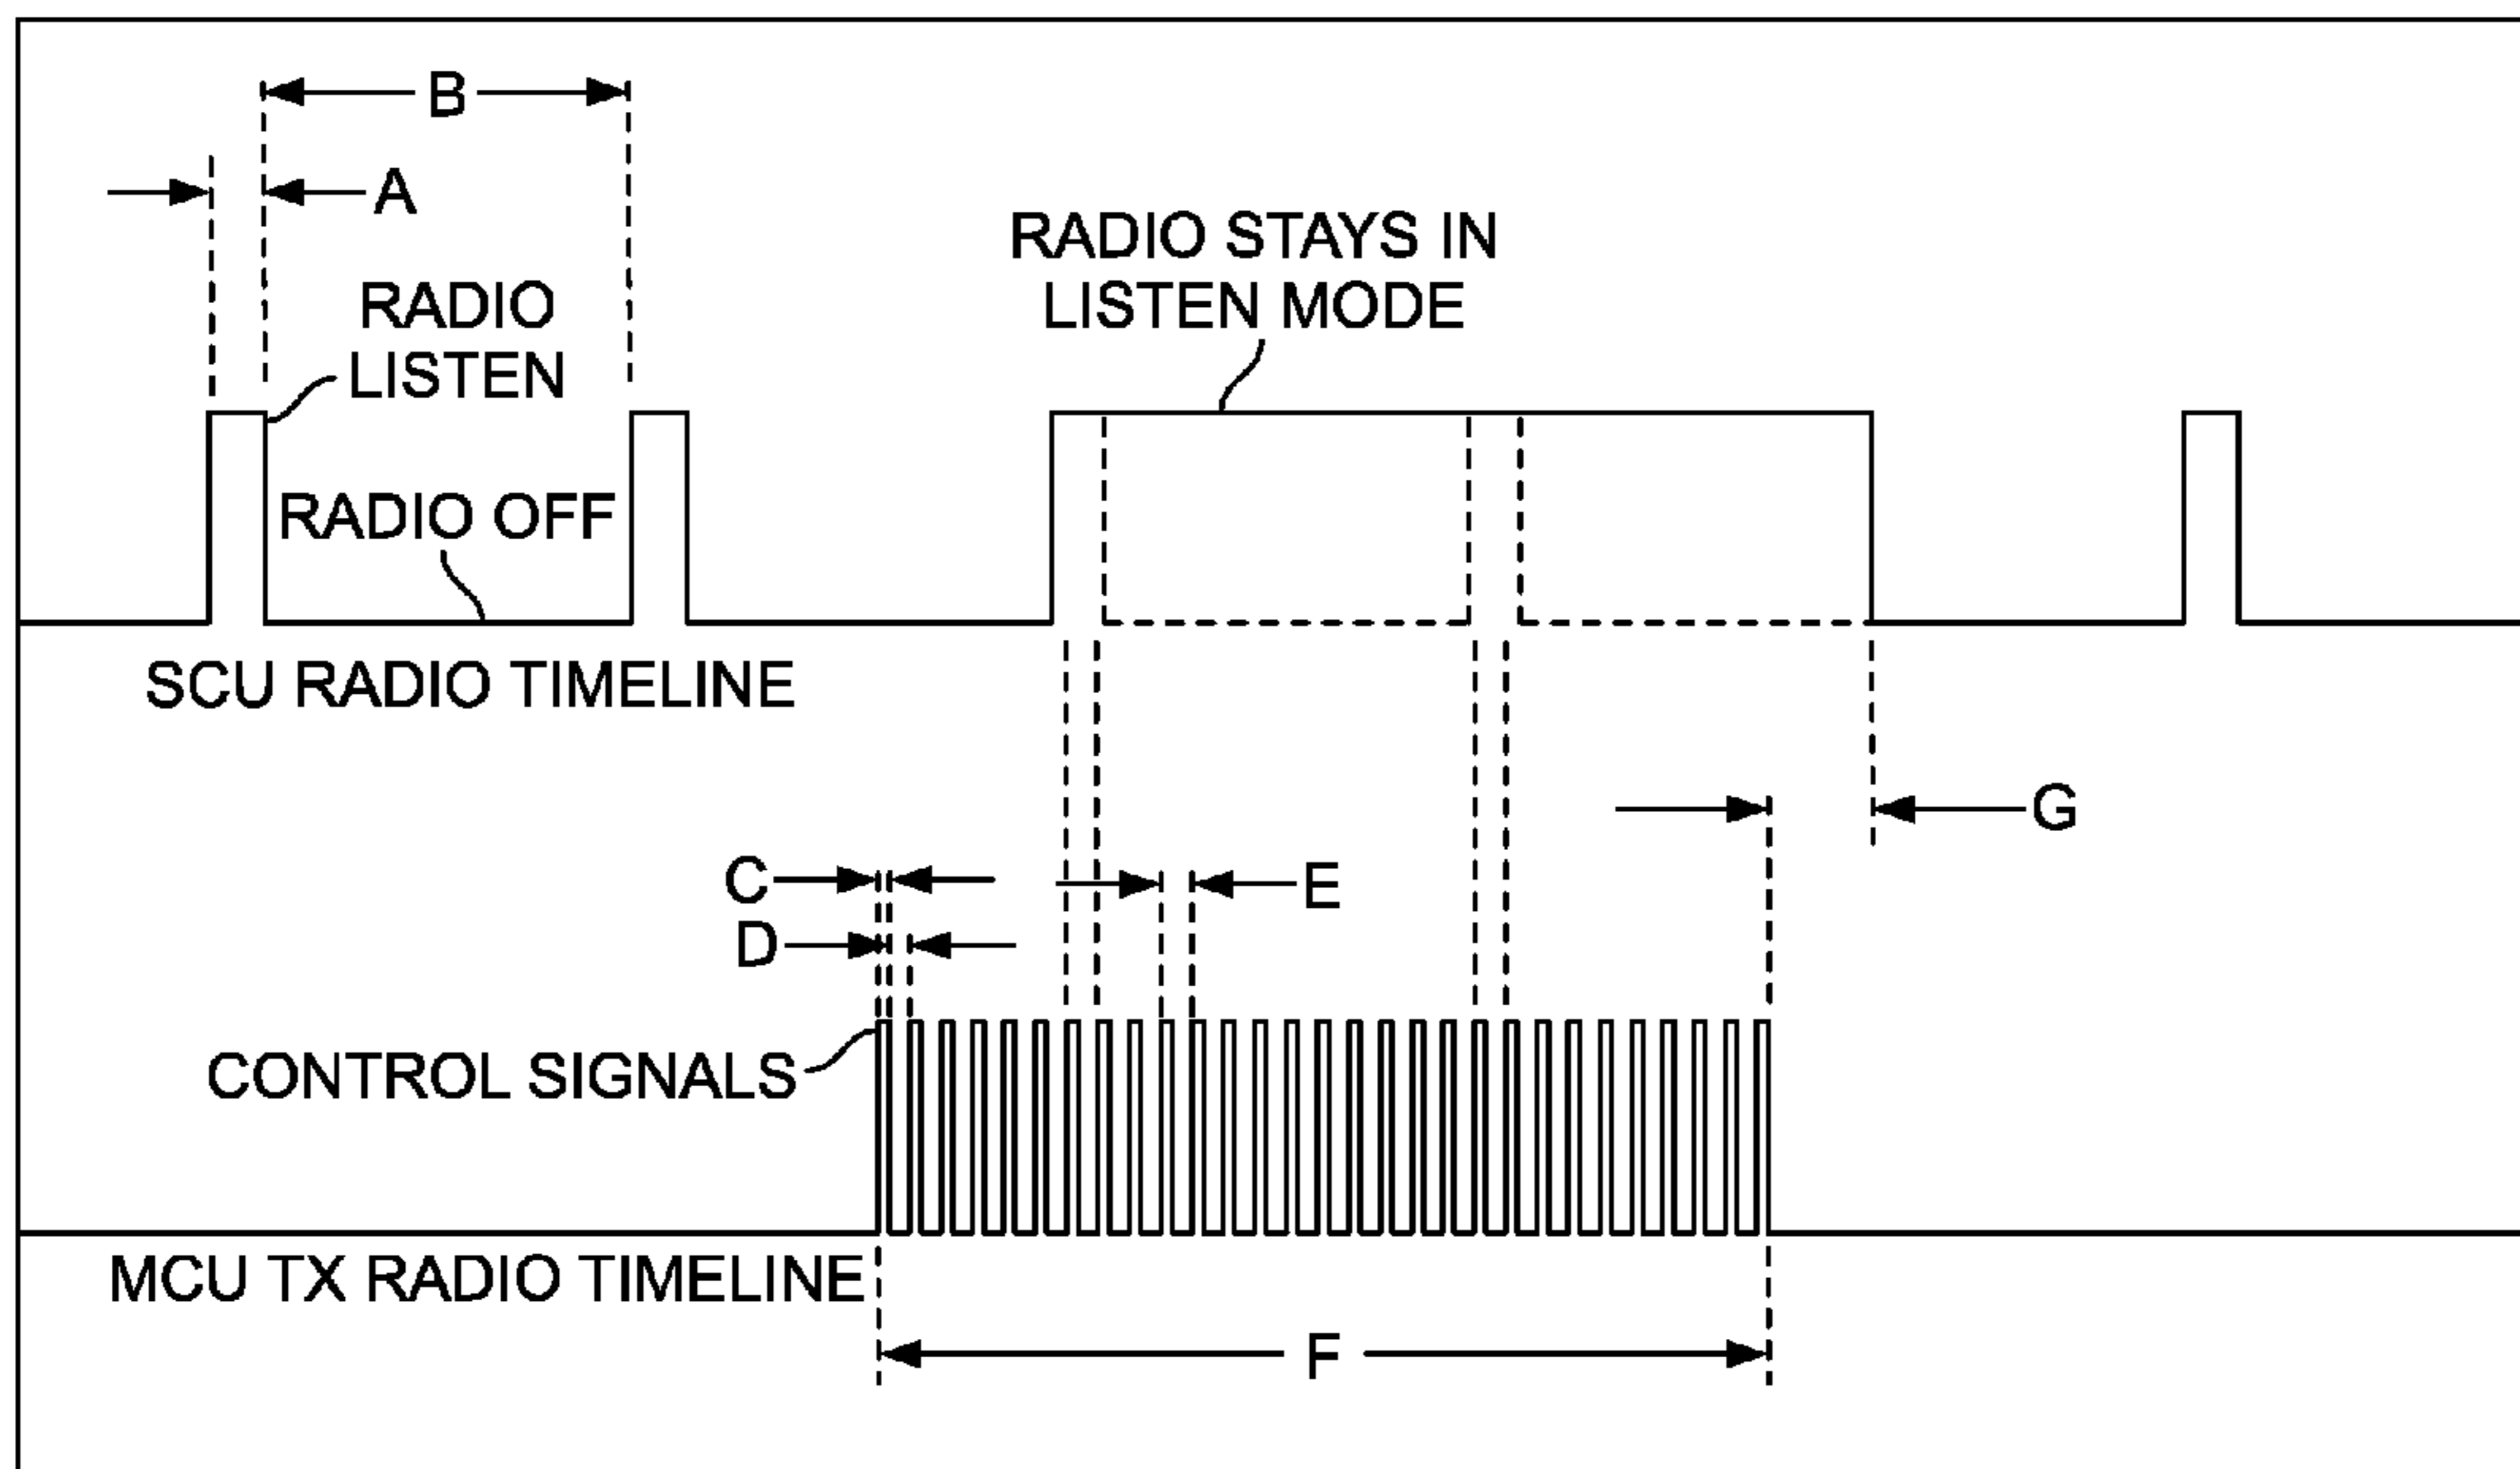 B
A
RADIO
LISTEN
RADIO STAYS IN
LISTEN MODE
RADIO OFF
SCU RADIO TIMELINE
G
C
E
D
CONTROL SIGNALS
MCU TX RADIO TIMELINE
F